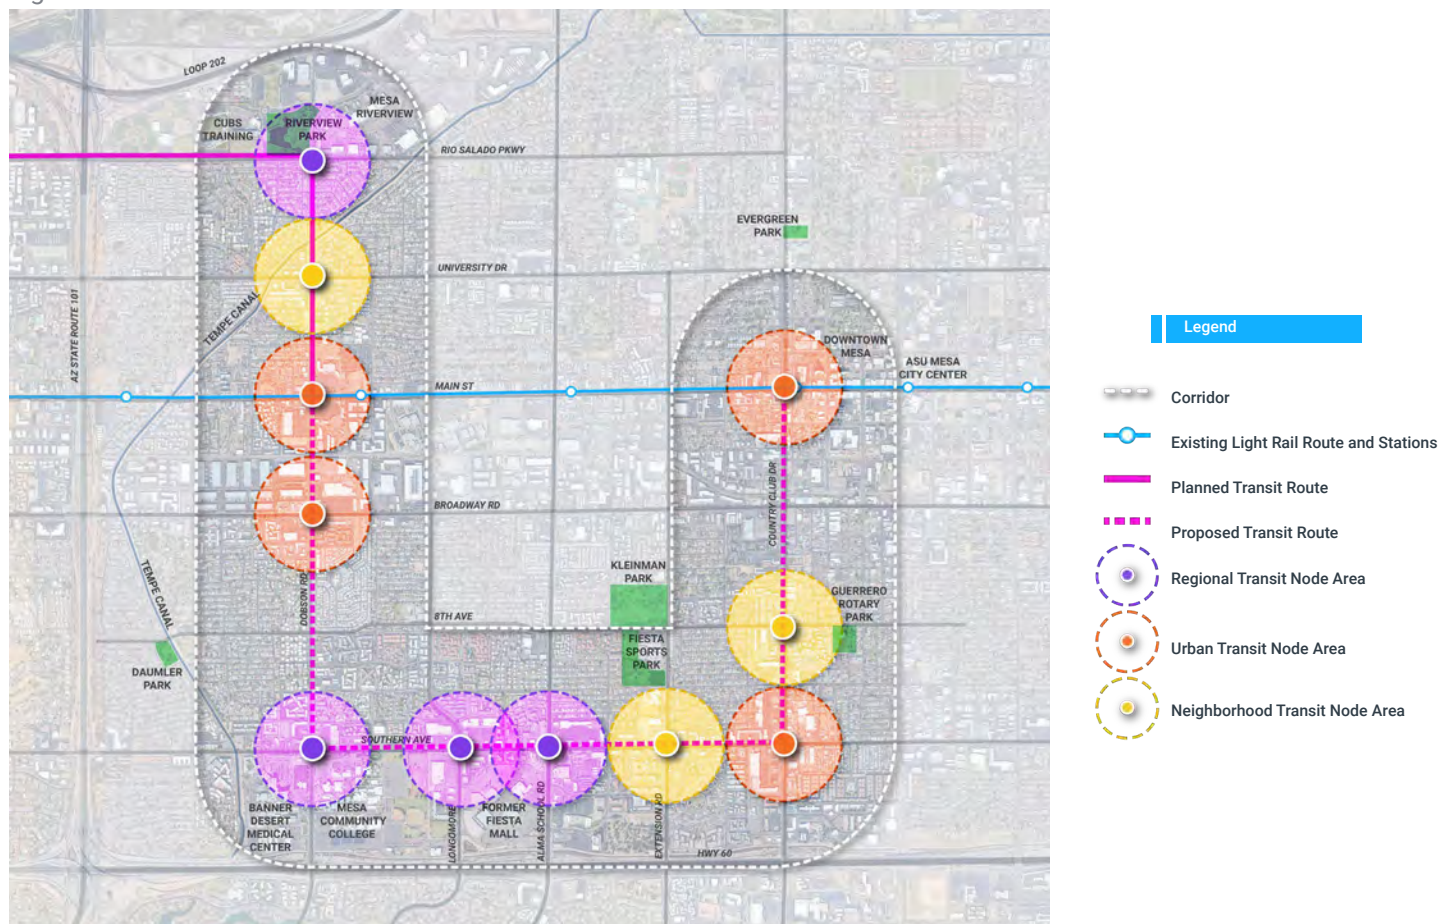 LOOP 202
MESA
RIVERVIEW
CUBS
TRAINING
RIVERVIEW
PARK
RIO SALADO PKWY
EVERGREEN
PARK
UNIVERSITY DR
AZ STATE ROUTE 101
TEMPE CANAL
DOWNTOWN
MESA
ASU MESA
CITY CENTER
MAIN ST
COUNTRY CLUB DR
BROADWAY RD
TEMPE CANAL
DOBSON RD
KLEINMAN
PARK
GUERRERO
ROTARY
PARK
8TH AVE
FIESTA
SPORTS
PARK
DAUMLER
PARK
SOUTHERN AVE
BANNER
DESERT
MEDICAL
CENTER
MESA
COMMUNITY
COLLEGE
LONGOMORE
FORMER
FIESTA
MALL
ALMA SCHOOL RD
EXTENSION RD
HWY 60
Legend
Corridor
Existing Light Rail Route and Stations
Planned Transit Route
Proposed Transit Route
Regional Transit Node Area
Urban Transit Node Area
Neighborhood Transit Node Area